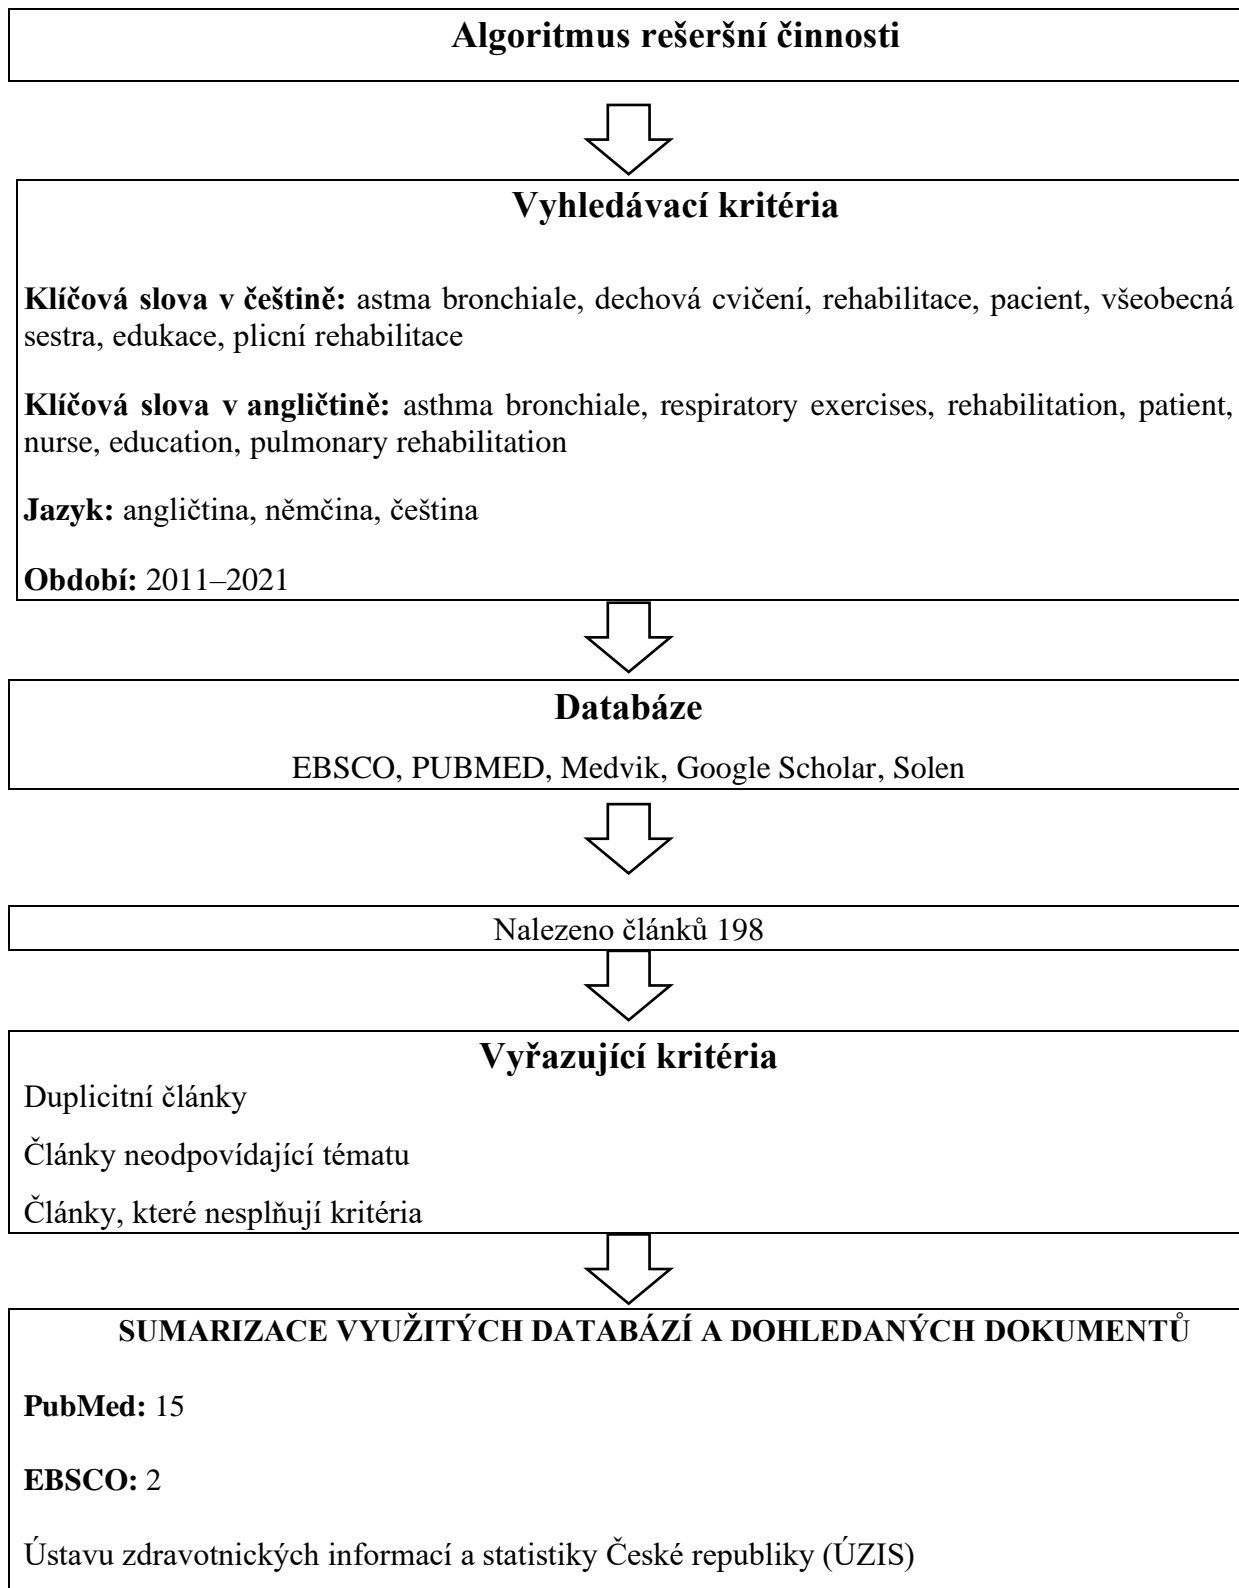 Algoritmus rešeršní činnosti
Vyhledávací kritéria
Klíčová slova v češtině: astma bronchiale, dechová cvičení, rehabilitace, pacient, všeobecná
sestra, edukace, plicní rehabilitace
Klíčová slova v angličtině: asthma bronchiale, respiratory exercises, rehabilitation, patient,
nurse, education, pulmonary rehabilitation
Jazyk: angličtina, němčina, čeština
Období: 2011–2021
Databáze
EBSCO, PUBMED, Medvik, Google Scholar, Solen
Nalezeno článků 198
Vyřazující kritéria
Duplicitní články
Články neodpovídající tématu
Články, které nesplňují kritéria
SUMARIZACE VYUŽITÝCH DATABÁZÍ A DOHLEDANÝCH DOKUMENTŮ
PubMed: 15
EBSCO: 2
Ústavu zdravotnických informací a statistiky České republiky (ÚZIS)